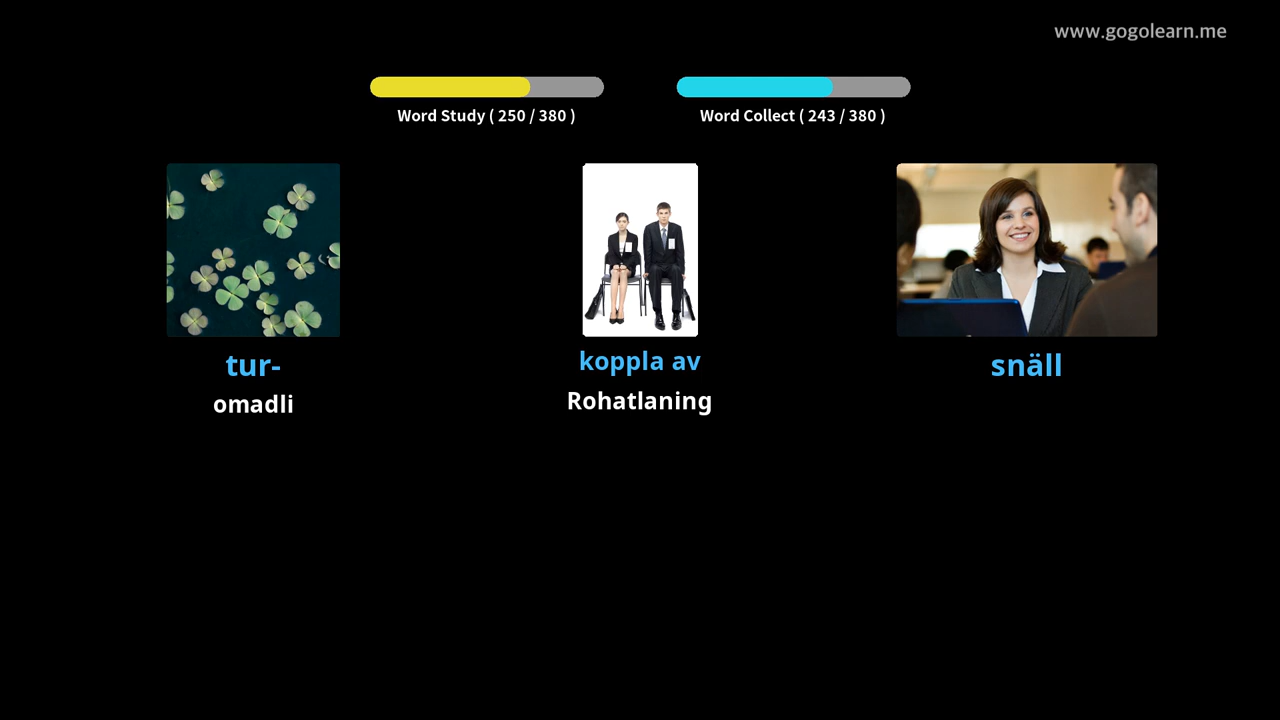 www.gogolearn.me
Word Study ( 250 / 380 )
Word Collect ( 243 / 380 )
tur-
omadli
koppla av
Rohatlaning
snäll